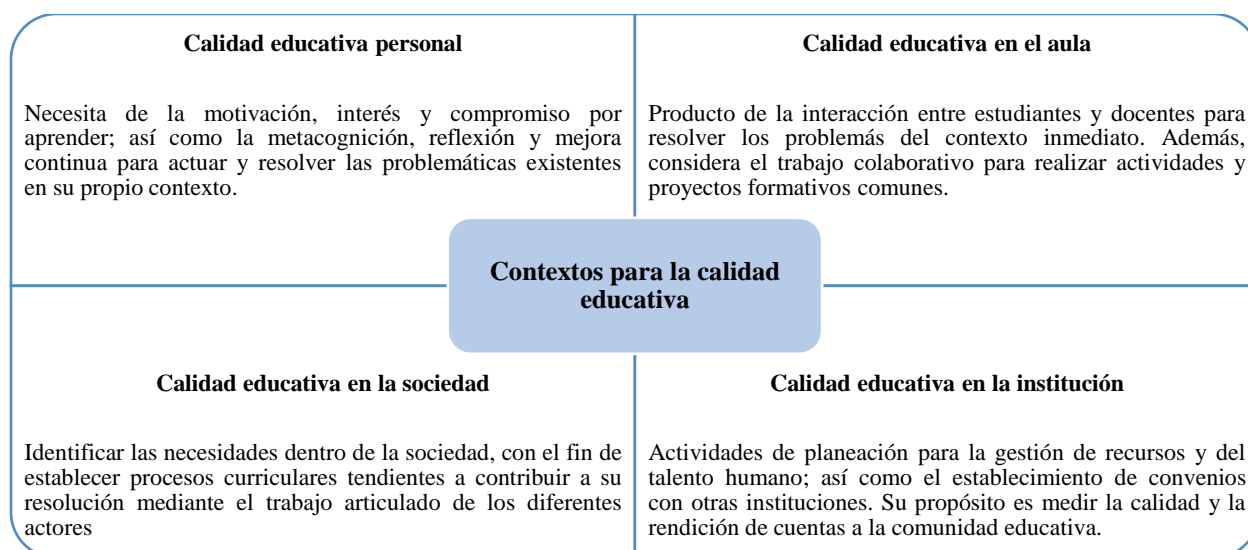 Calidad educativa personal
Necesita de la motivación, interés y compromiso por
aprender; así como la metacognición, reflexión y mejora
continua para actuar y resolver las problemáticas existentes
en su propio contexto.
Calidad educativa en el aula
Producto de la interacción entre estudiantes y docentes para
resolver los problemás del contexto inmediato. Además,
considera el trabajo colaborativo para realizar actividades y
proyectos formativos comunes.
Contextos para la calidad
educativa
Calidad educativa en la sociedad
Identificar las necesidades dentro de la sociedad, con el fin de
establecer procesos curriculares tendientes a contribuir a su
resolución mediante el trabajo articulado de los diferentes
actores
Calidad educativa en la institución
Actividades de planeación para la gestión de recursos y del
talento humano; así como el establecimiento de convenios
con otras instituciones. Su propósito es medir la calidad y la
rendición de cuentas a la comunidad educativa.